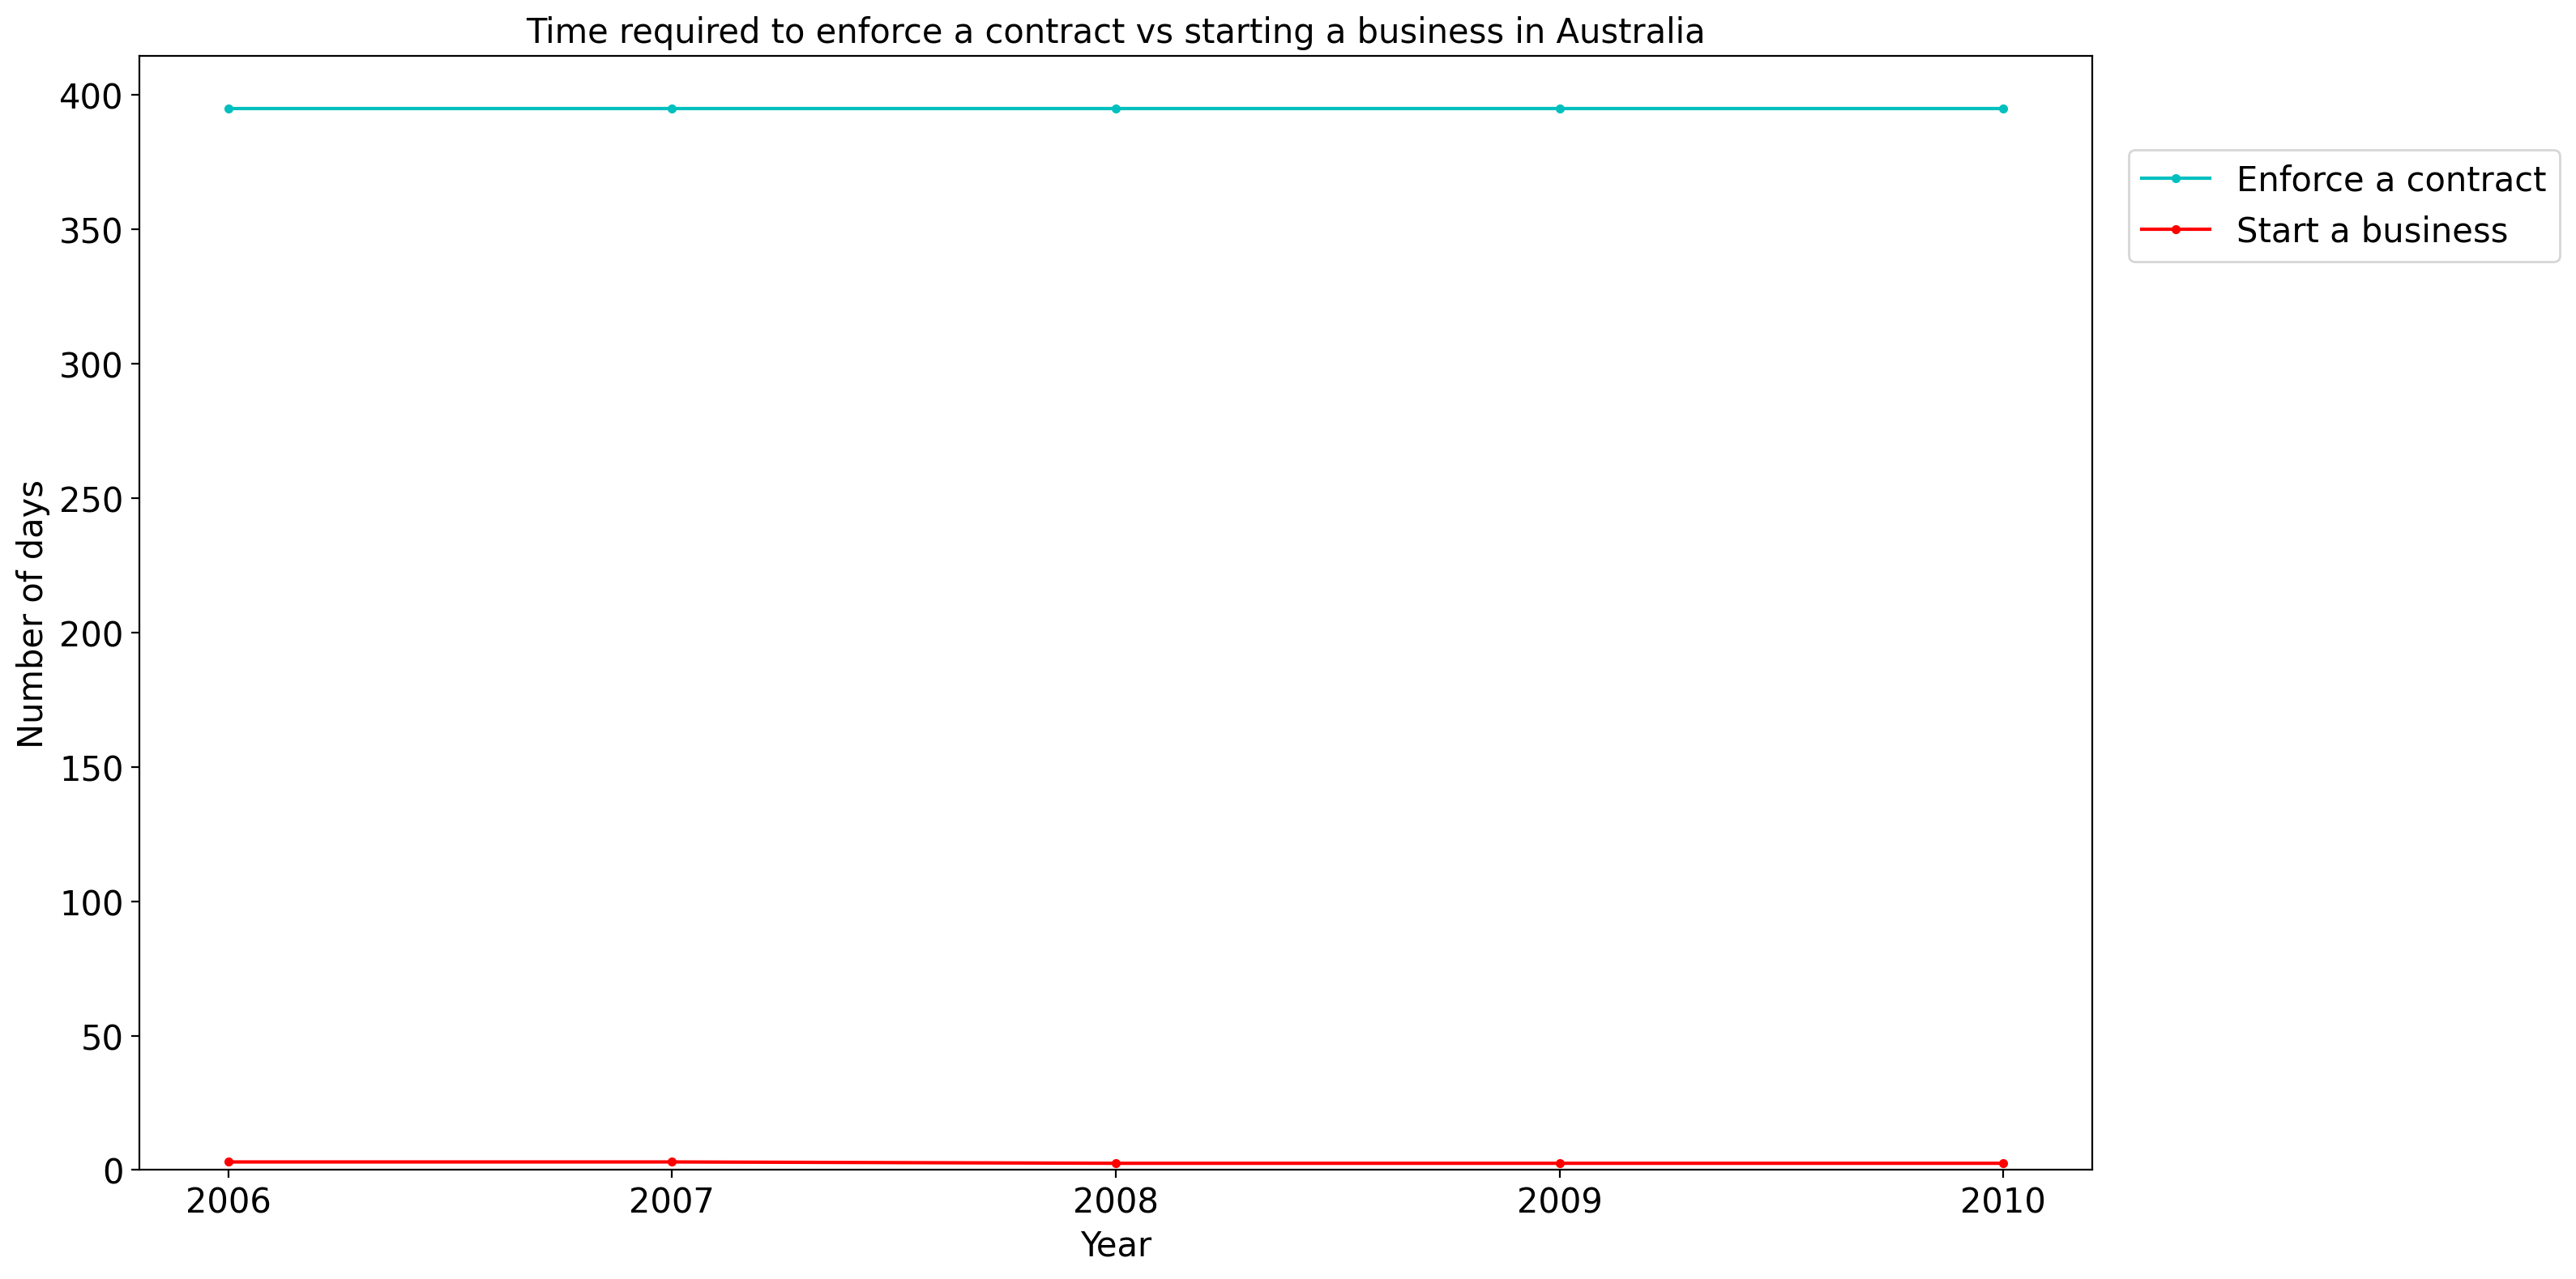 Time required to enforce a contract vs starting a business in Australia
400
350
300
250
200
150
100
50
0
Number of days
2006 2007 2008 2009 2010
Year
Enforce a contract
Start a business